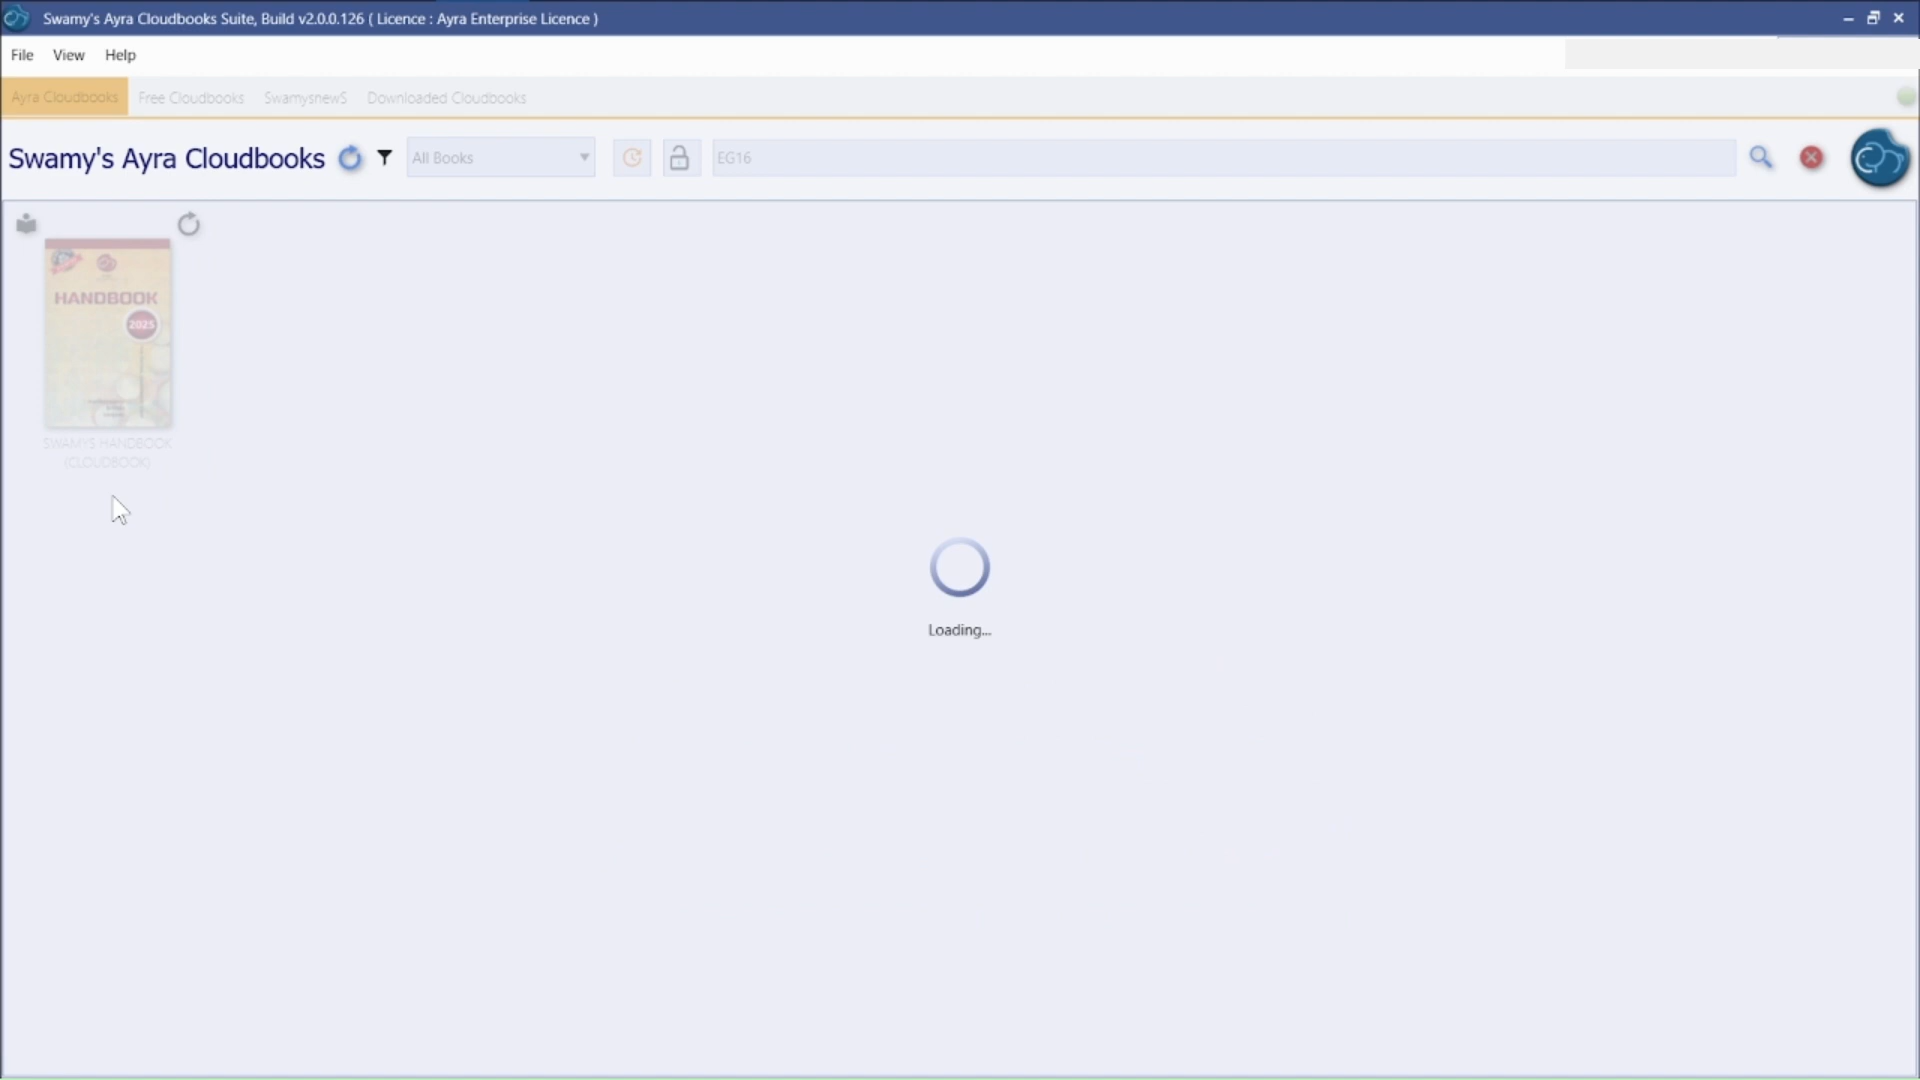 Swamy's Ayra Cloudbooks Suite, Build v2.0.0.126 ( Licence : Ayra Enterprise Licence )
File View Help
Ayra Cloudbooks Free Cloudbooks SwamysnewS Downloaded Cloudbooks
Swamy's Ayra Cloudbooks All Books EG16
HANDBOOK
2025
SWAMY'S HANDBOOK
(CLOUDBOOK)
Loading...